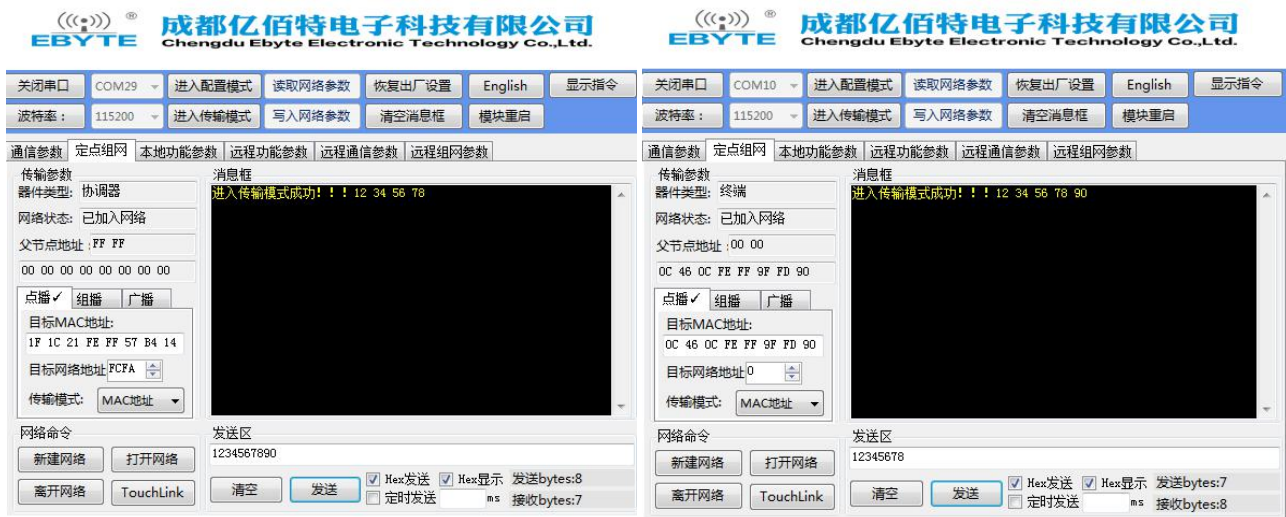 EBYTE ®
成都亿佰特电子科技有限公司
Chengdu Ebyte Electronic Technology Co.,Ltd.
关闭串口 COM29 进入配置模式 读取网络参数 恢复出厂设置 English 显示指令
波特率： 115200 进入传输模式 写入网络参数 清空消息框 模块重启
通信参数 定点组网 本地功能参数 远程功能参数 远程通信参数 远程组网参数
传输参数
器件类型: 协调器
网络状态: 已加入网络
父节点地址: FF FF
00 00 00 00 00 00 00 00
点播✓ 组播 广播
目标MAC地址:
1F 1C 21 FE FF 57 B4 14
目标网络地址 FCFA
传输模式: MAC地址
消息框
进入传输模式成功！！！12 34 56 78
网络命令
新建网络 打开网络
离开网络 TouchLink
发送区
1234567890
清空 发送 ✓ Hex发送 ✓ Hex显示 发送bytes:8
定时发送 ms 接收bytes:7
EBYTE ®
成都亿佰特电子科技有限公司
Chengdu Ebyte Electronic Technology Co.,Ltd.
关闭串口 COM10 进入配置模式 读取网络参数 恢复出厂设置 English 显示指令
波特率： 115200 进入传输模式 写入网络参数 清空消息框 模块重启
通信参数 定点组网 本地功能参数 远程功能参数 远程通信参数 远程组网参数
传输参数
器件类型: 终端
网络状态: 已加入网络
父节点地址: 00 00
0C 46 0C FE FF 9F FD 90
点播✓ 组播 广播
目标MAC地址:
0C 46 0C FE FF 9F FD 90
目标网络地址 0
传输模式: MAC地址
消息框
进入传输模式成功！！！12 34 56 78 90
网络命令
新建网络 打开网络
离开网络 TouchLink
发送区
12345678
清空 发送 ✓ Hex发送 ✓ Hex显示 发送bytes:7
定时发送 ms 接收bytes:8